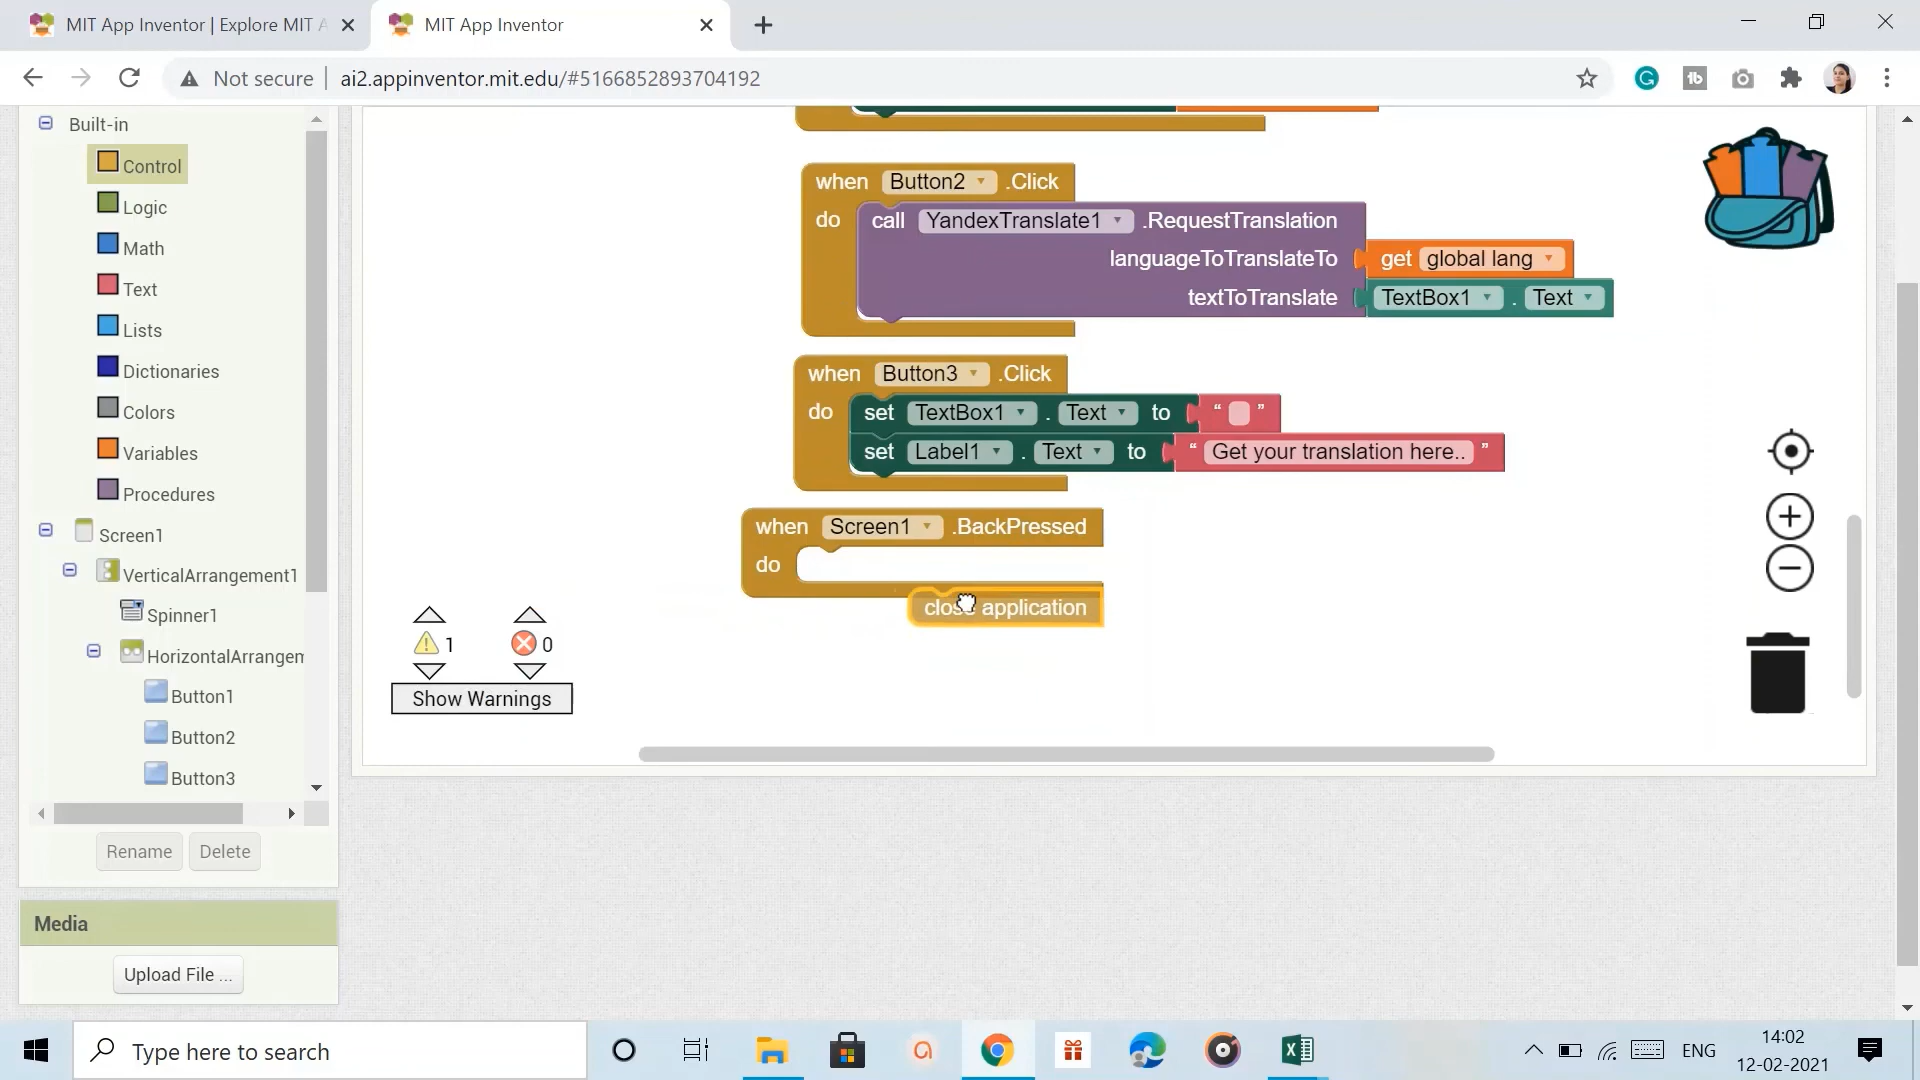 MIT App Inventor | Explore MIT A
MIT App Inventor
Not secure
ai2.appinventor.mit.edu/#5166852893704192
Built-in
Control
Logic
Math
Text
Lists
Dictionaries
Colors
Variables
Procedures
Screen1
VerticalArrangement1
Spinner1
HorizontalArrangem
Button1
Button2
Button3
Rename
Delete
Media
Upload File ...
when Button2 .Click
do call YandexTranslate1 .RequestTranslation
languageToTranslateTo get global lang
textToTranslate TextBox1 . Text
when Button3 .Click
do set TextBox1 . Text to “ ”
set Label1 . Text to “ Get your translation here.. ”
when Screen1 .BackPressed
do
close application
1
0
Show Warnings
Type here to search
ENG
14:02
12-02-2021